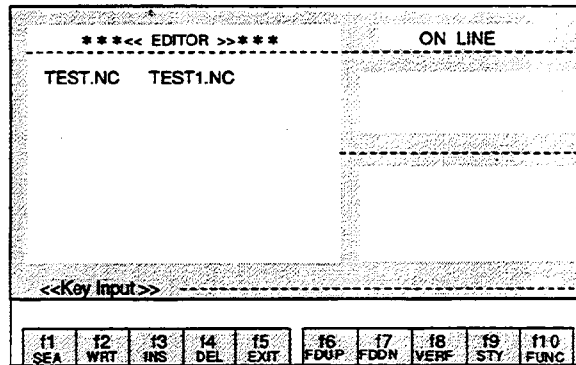 ***<< EDITOR >>*** ON LINE
TEST.NC TEST1.NC
<<Key Input>>
f1 f2 f3 f4 f5 f6 f7 f8 f9 f10
SEA WRT INS DEL EXIT FDUP FDDN VERF STY FUNC